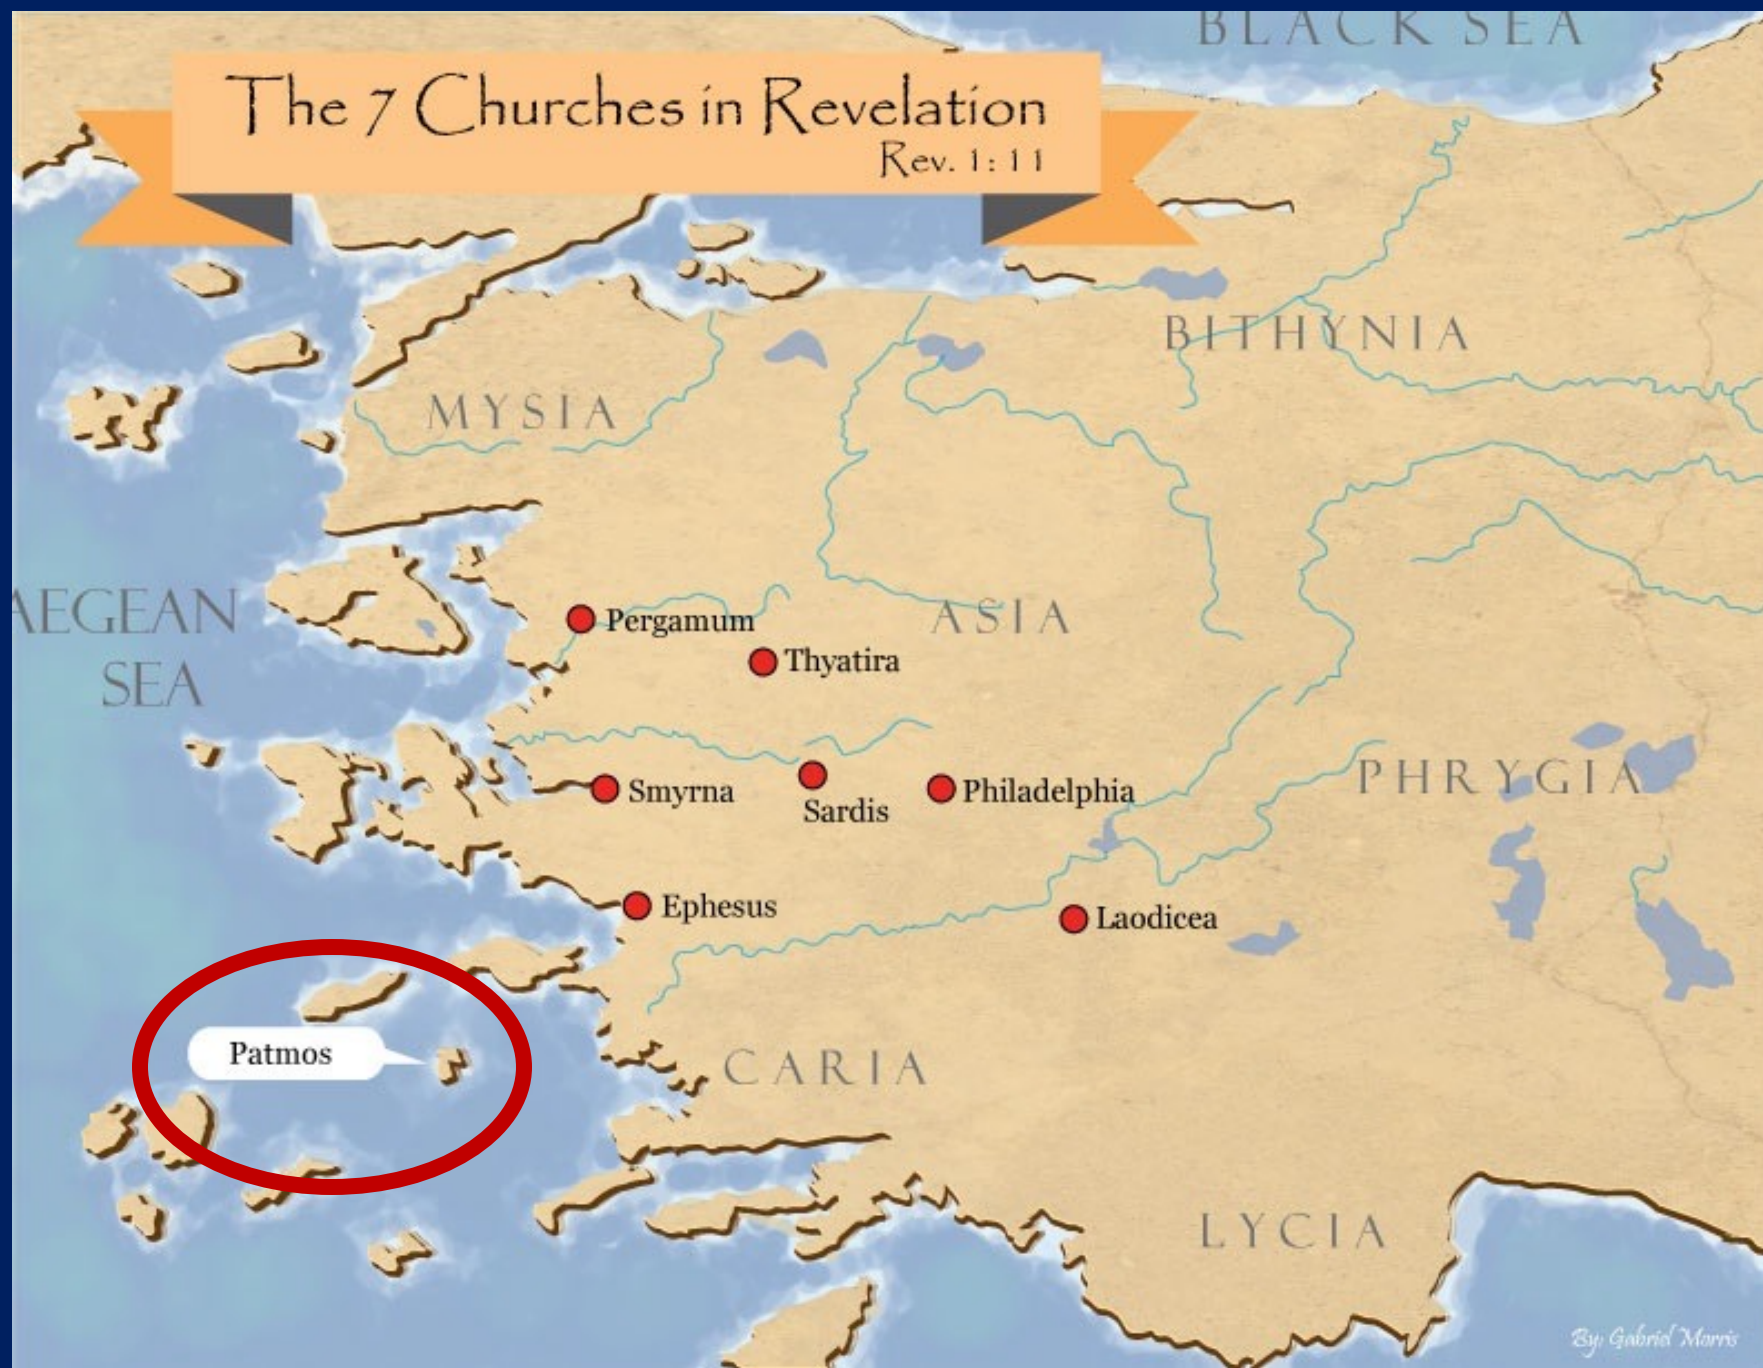 BLACK SEA
The 7 Churches in Revelation
Rev. 1:11
BITHYNIA
MYSIA
AEGEAN
SEA
Pergamum
ASIA
Thyatira
PHRYGIA
Smyrna
Sardis
Philadelphia
Ephesus
Laodicea
Patmos
CARIA
LYCIA
By: Gabriel Morris